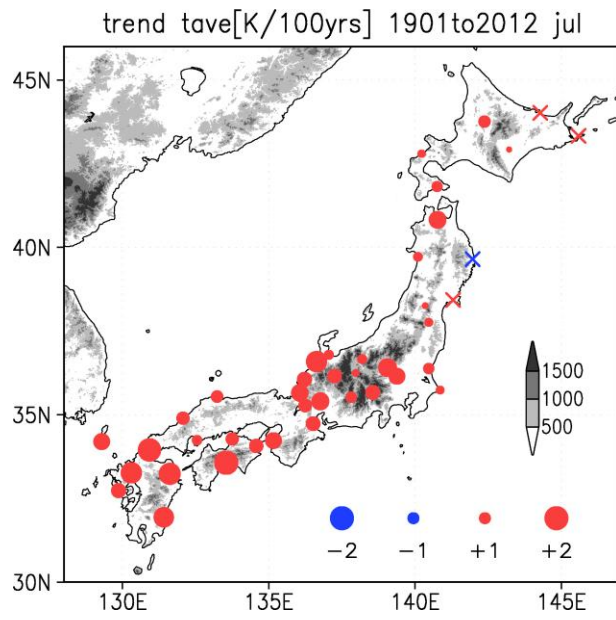 trend tave[K/100yrs] 1901to2012 jul
45N
40N
35N
30N
1500
1000
500
-2 -1 +1 +2
130E 135E 140E 145E